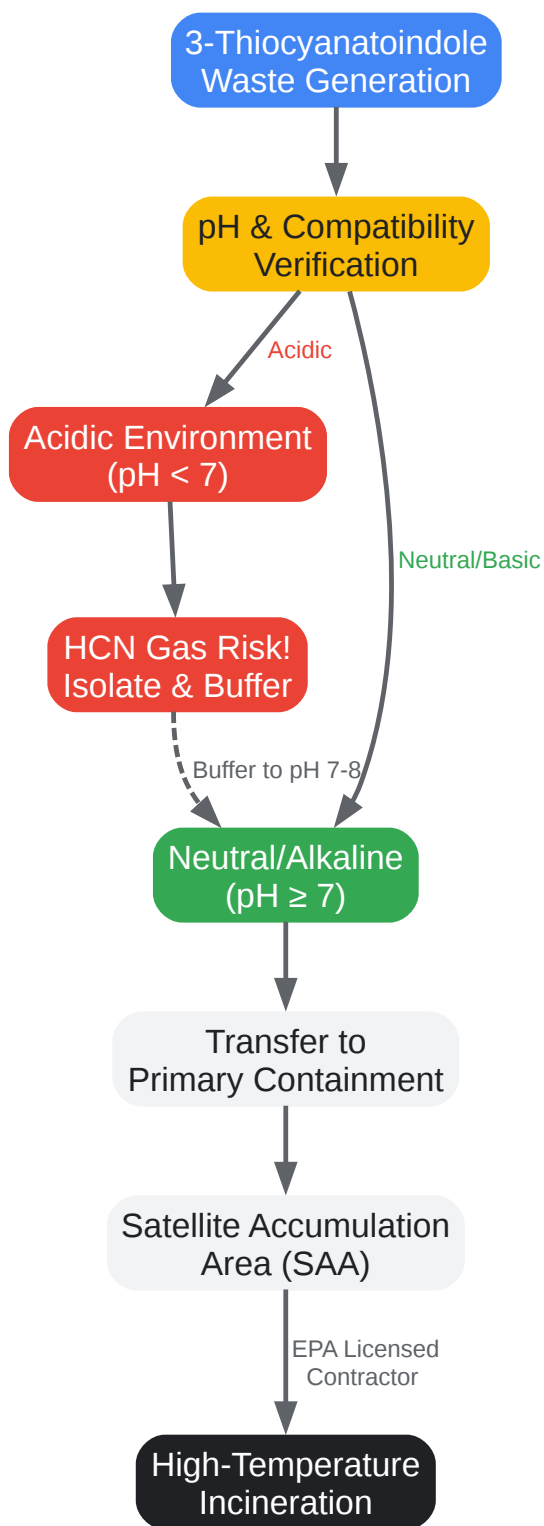 3-Thiocyanatoindole
Waste Generation
pH & Compatibility
Verification
Acidic
Acidic Environment
(pH < 7)
Neutral/Basic
HCN Gas Risk!
Isolate & Buffer
Buffer to pH 7-8
Neutral/Alkaline
(pH ≥ 7)
Transfer to
Primary Containment
Satellite Accumulation
Area (SAA)
EPA Licensed
Contractor
High-Temperature
Incineration